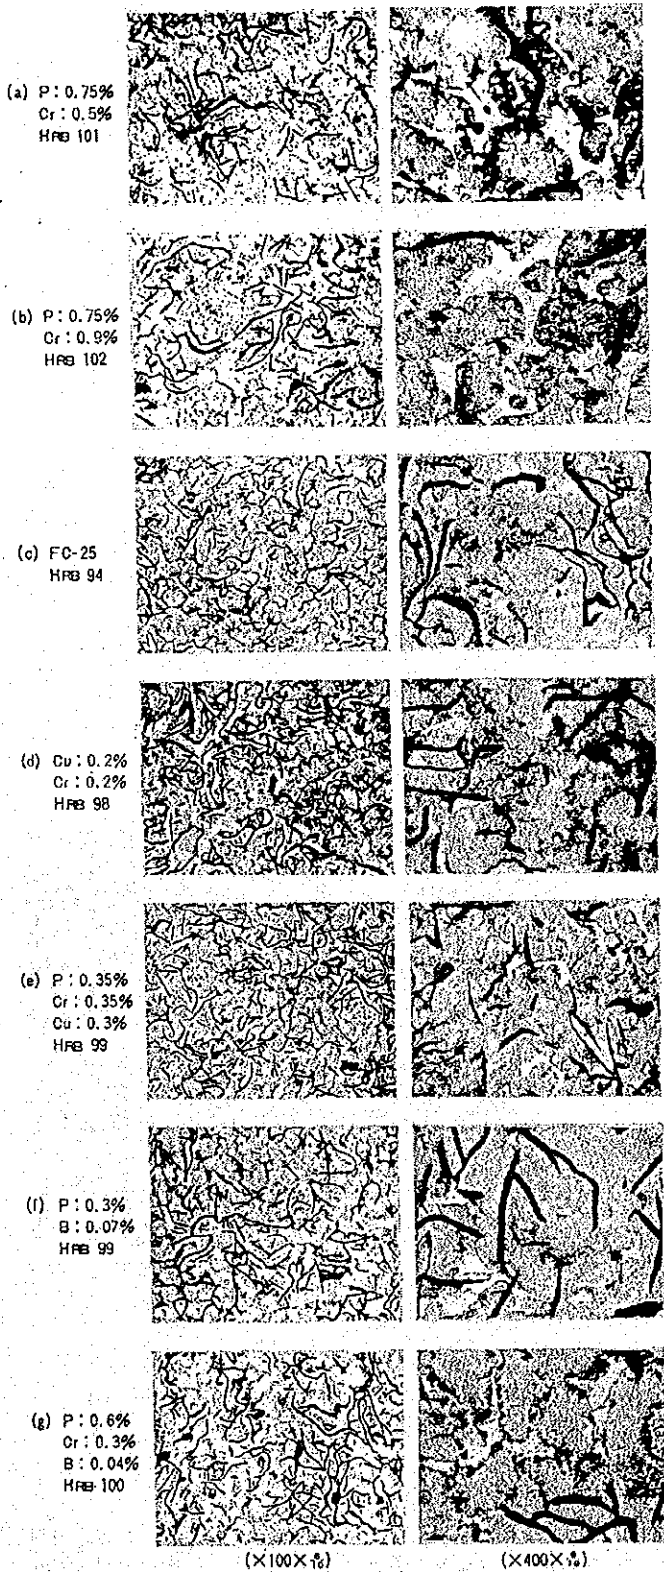 (a) P : 0.75%
Cr : 0.5%
HRB 101
(b) P : 0.75%
Cr : 0.9%
HRB 102
(c) FC-25
HRB 94
(d) Cu : 0.2%
Cr : 0.2%
HRB 98
(e) P : 0.35%
Cr : 0.35%
Cu : 0.3%
HRB 99
(f) P : 0.3%
B : 0.07%
HRB 99
(g) P : 0.6%
Cr : 0.3%
B : 0.04%
HRB 100
(×100× (×400×